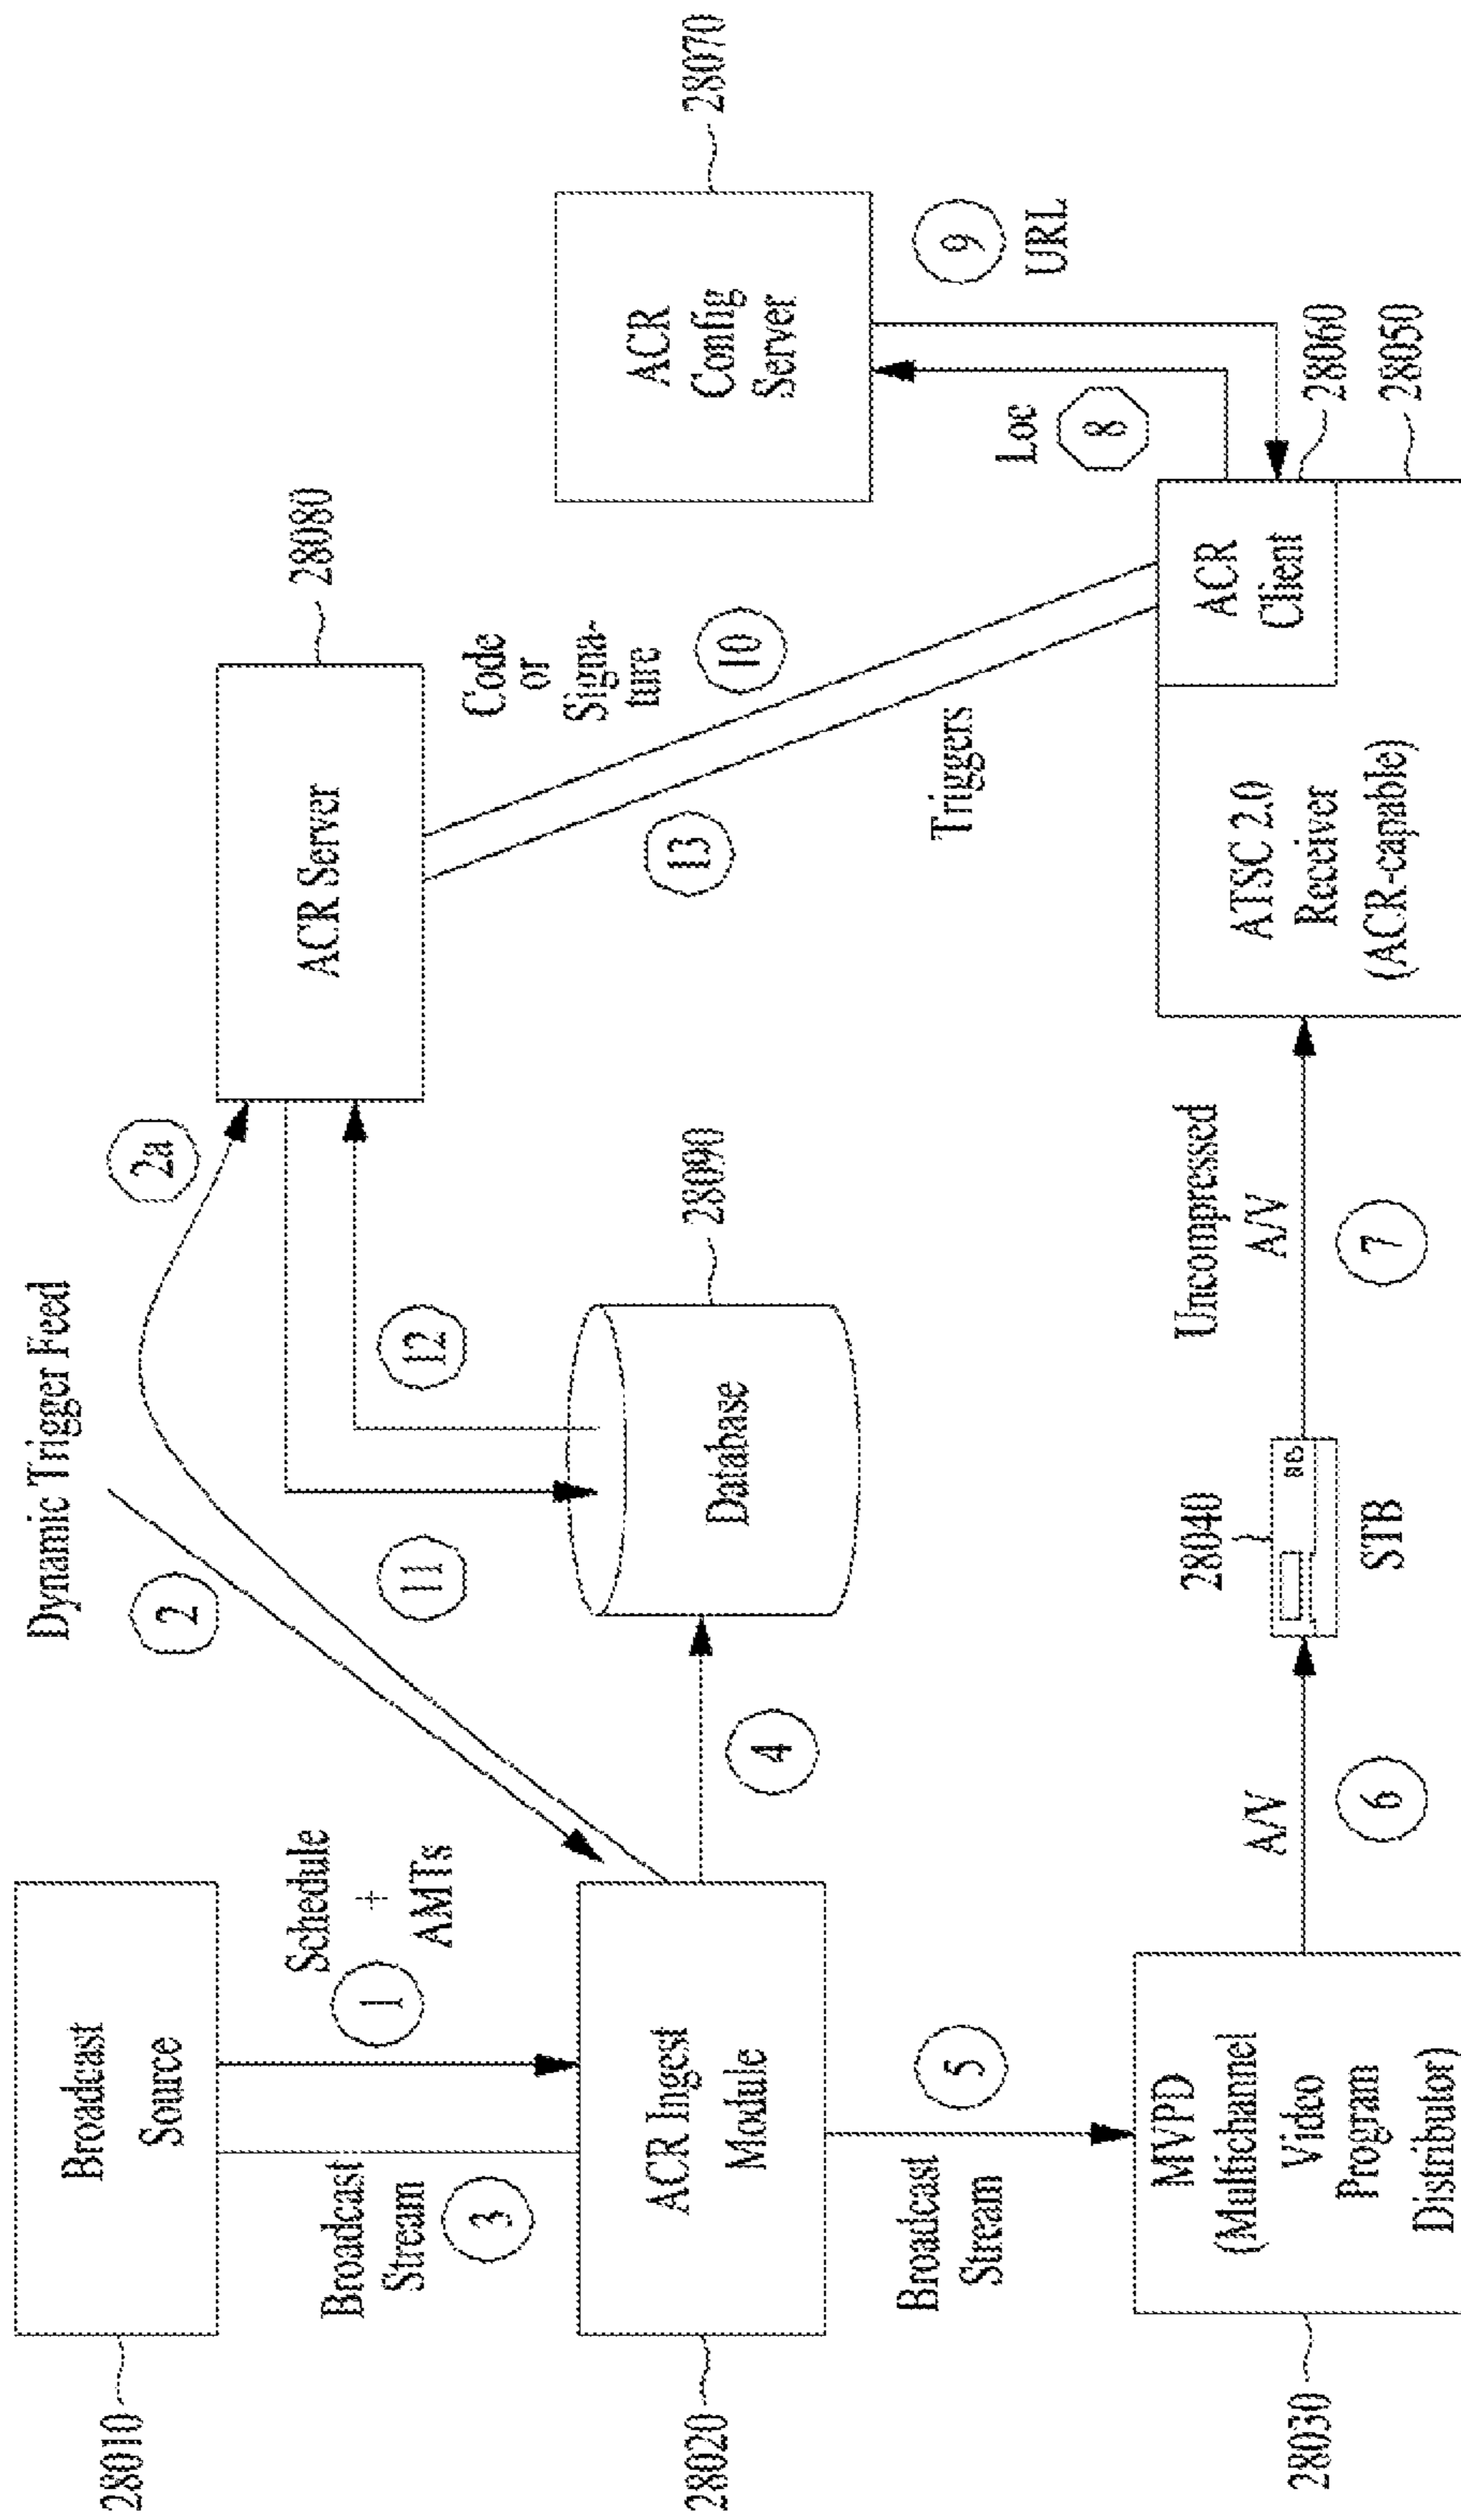 Dynamic Trigger Feed
28010
Broadcast
Source
Schedule
+
AMTs
1
Broadcast
Stream
3
2
2a
28020
ACR Ingest
Module
4
11
12
Database
28090
ACR Server
28080
Code
or
Signa-
ture
10
13
Triggers
ACR
Config
Server
28070
9
URL
Loc
8
Broadcast
Stream
5
28030
MVPD
(Multichannel
Video
Program
Distributor)
A/V
6
28040
STB
Uncompressed
A/V
7
ATSC 2.0
Receiver
(ACR-capable)
ACR
Client
28060
28050